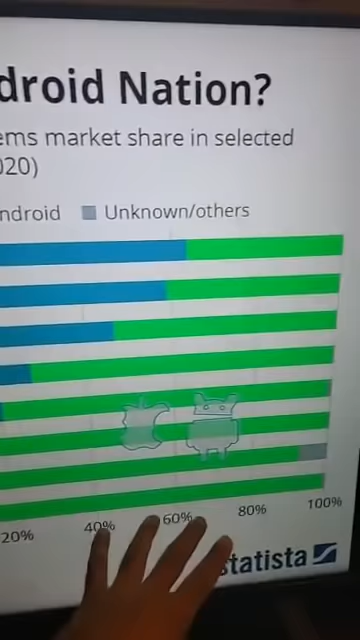 droid Nation?
ems market share in selected
020)
ndroid
Unknown/others
20%
40%
60%
80%
100%
statista